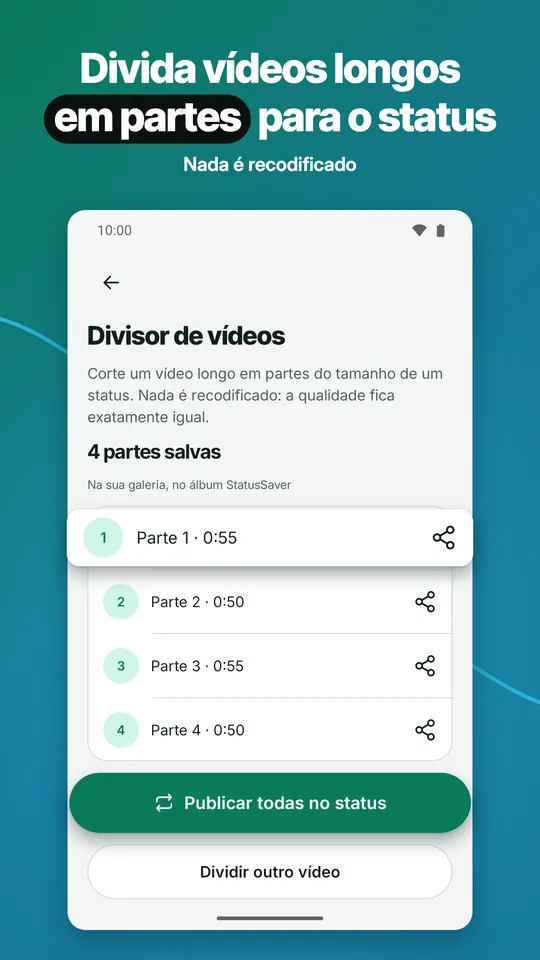 Divida vídeos longos
em partes para o status
Nada é recodificado
10:00
Divisor de vídeos
Corte um vídeo longo em partes do tamanho de um
status. Nada é recodificado: a qualidade fica
exatamente igual.
4 partes salvas
Na sua galeria, no álbum StatusSaver
1 Parte 1 · 0:55
2 Parte 2 · 0:50
3 Parte 3 · 0:55
4 Parte 4 · 0:50
Publicar todas no status
Dividir outro vídeo